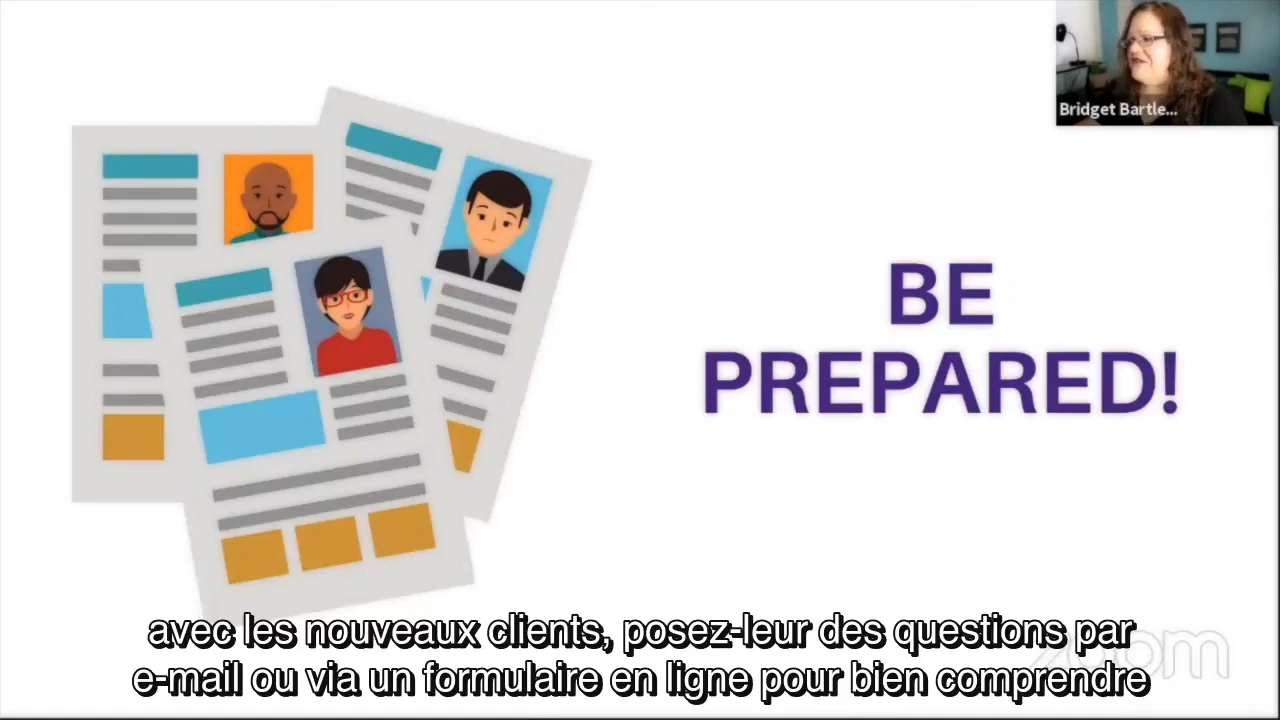 Bridget Bartle...
BE
PREPARED!
avec les nouveaux clients, posez-leur des questions par
e-mail ou via un formulaire en ligne pour bien comprendre
zoom